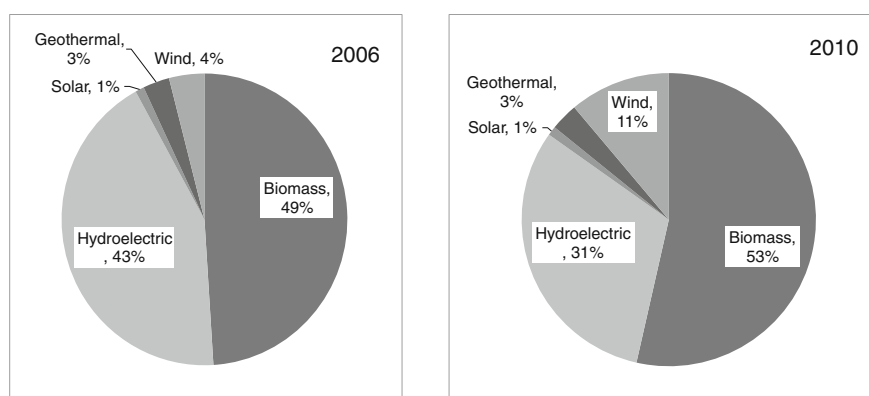 2006
Geothermal,
3%
Wind, 4%
Solar, 1%
Biomass,
49%
Hydroelectric
, 43%
2010
Geothermal,
3%
Wind,
11%
Solar, 1%
Hydroelectric
, 31%
Biomass,
53%